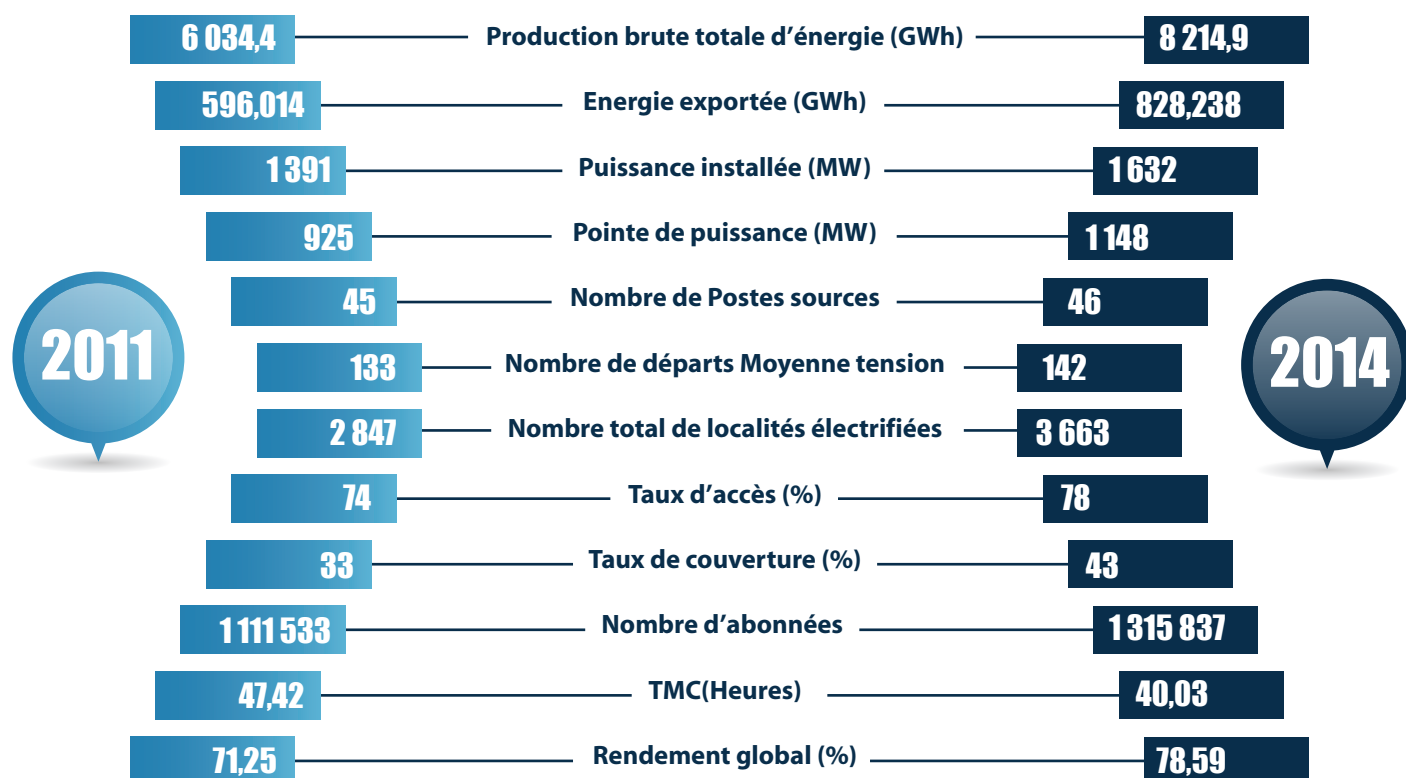 6 034,4 Production brute totale d’énergie (GWh) 8 214,9
596,014 Energie exportée (GWh) 828,238
1 391 Puissance installée (MW) 1 632
925 Pointe de puissance (MW) 1 148
45 Nombre de Postes sources 46
2011
2014
133 Nombre de départs Moyenne tension 142
2 847 Nombre total de localités électrifiées 3 663
74 Taux d’accès (%) 78
33 Taux de couverture (%) 43
1 111 533 Nombre d’abonnées 1 315 837
47,42 TMC(Heures) 40,03
71,25 Rendement global (%) 78,59